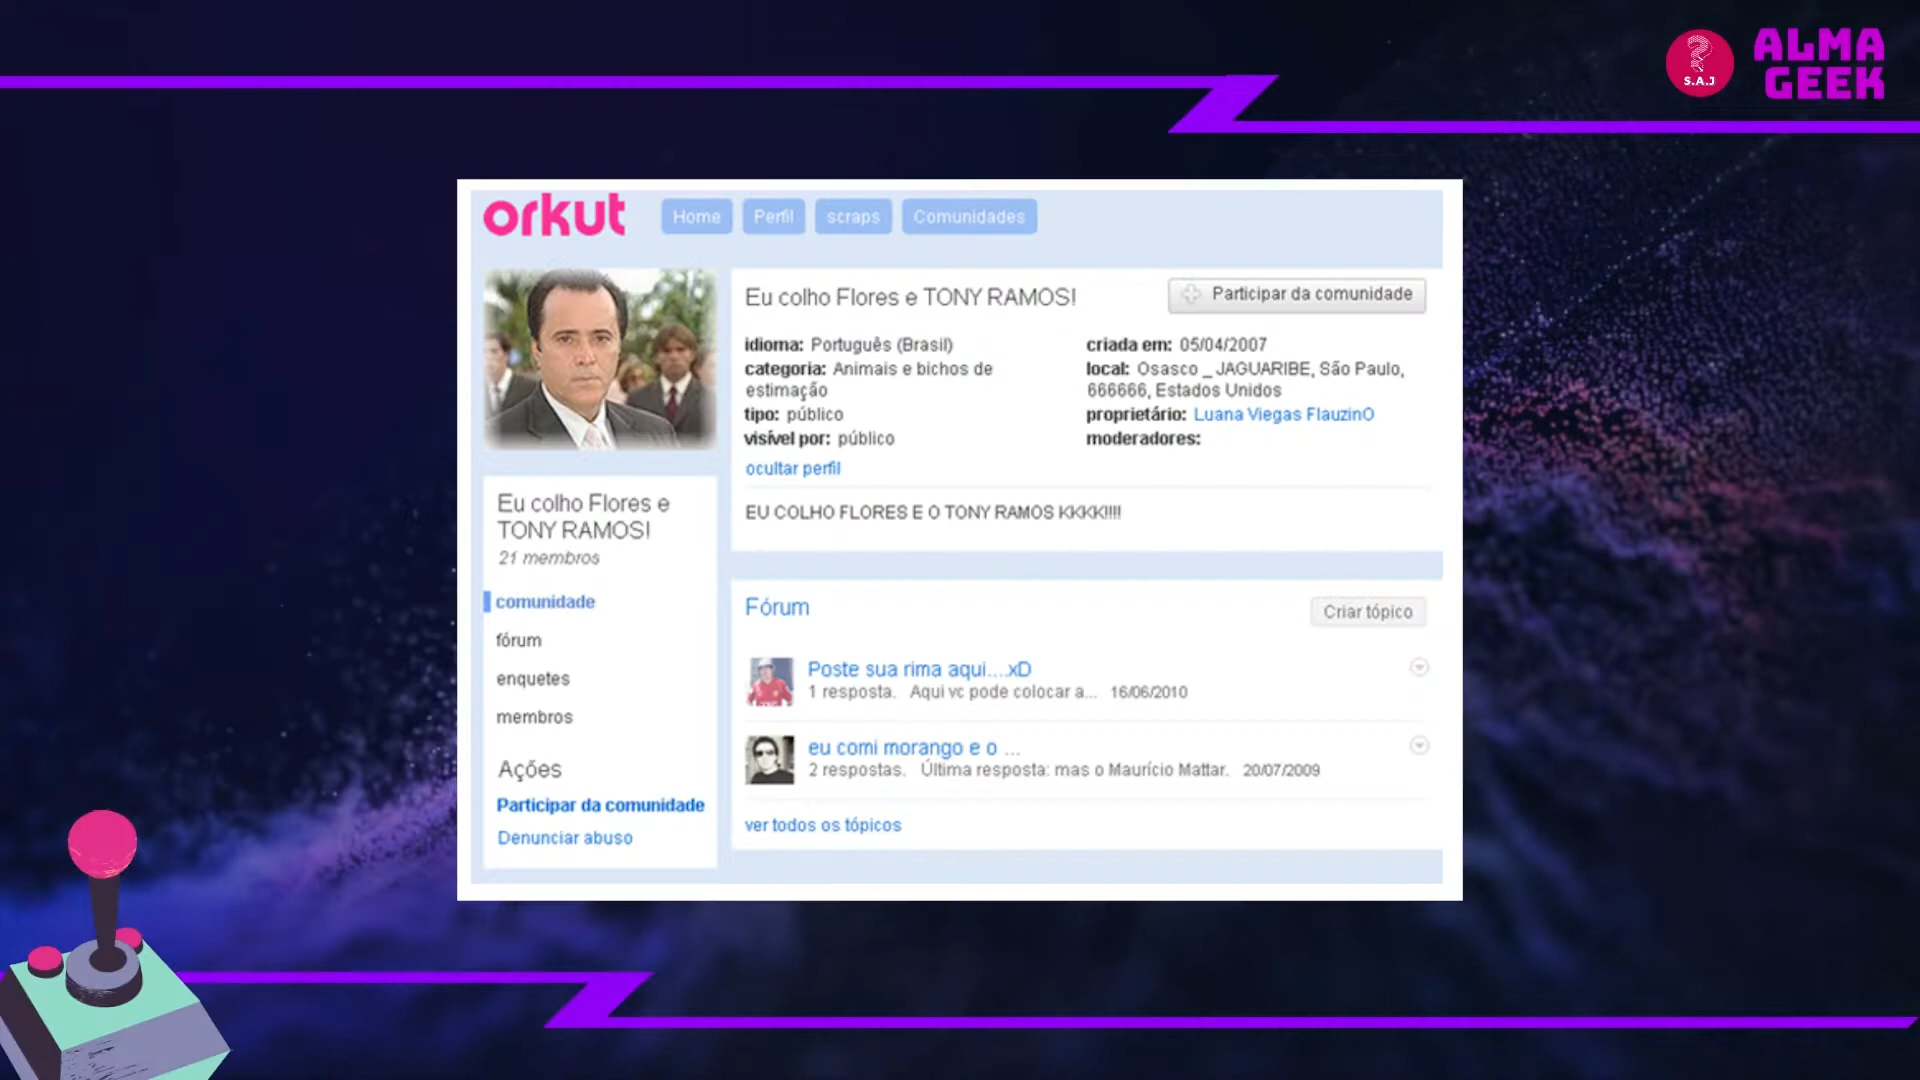 S.A.J
ALMA
GEEK
orkut
Home
Perfil
scraps
Comunidades
Eu colho Flores e TONY RAMOS!
Participar da comunidade
idioma: Português (Brasil)
categoria: Animais e bichos de
estimação
tipo: público
visível por: público
ocultar perfil
criada em: 05/04/2007
local: Osasco _ JAGUARIBE, São Paulo,
666666, Estados Unidos
proprietário: Luana Viegas FlauzinO
moderadores:
EU COLHO FLORES E O TONY RAMOS KKKK!!!!
Eu colho Flores e
TONY RAMOS!
21 membros
comunidade
fórum
enquetes
membros
Ações
Participar da comunidade
Denunciar abuso
Fórum
Criar tópico
Poste sua rima aqui....xD
1 resposta. Aqui vc pode colocar a... 16/06/2010
eu comi morango e o ...
2 respostas. Última resposta: mas o Maurício Mattar. 20/07/2009
ver todos os tópicos